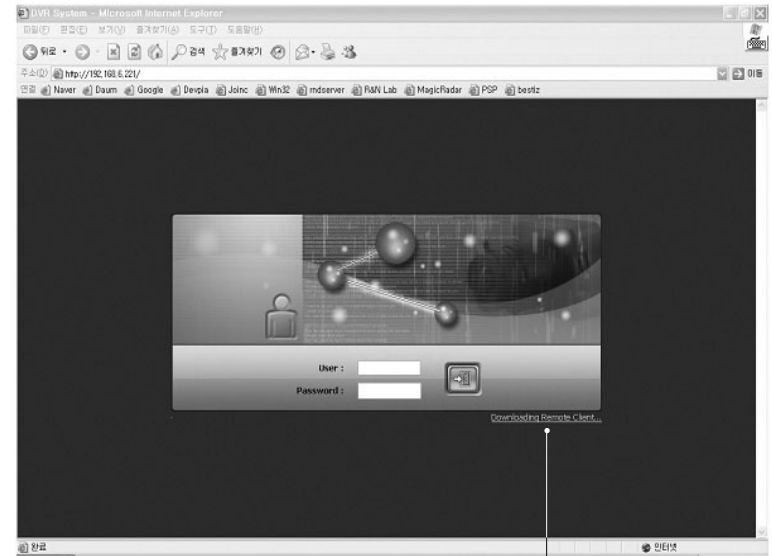 DVR System - Microsoft Internet Explorer
파일(F) 편집(E) 보기(V) 즐겨찾기(A) 도구(T) 도움말(H)
뒤로 검색 즐겨찾기
주소(D) http://192.168.6.221/ 이동
연결 Naver Daum Google Devpia Joinc Win32 rndserver R&N Lab MagicRadar PSP bestiz
User :
Password :
Downloading Remote Client...
완료 인터넷